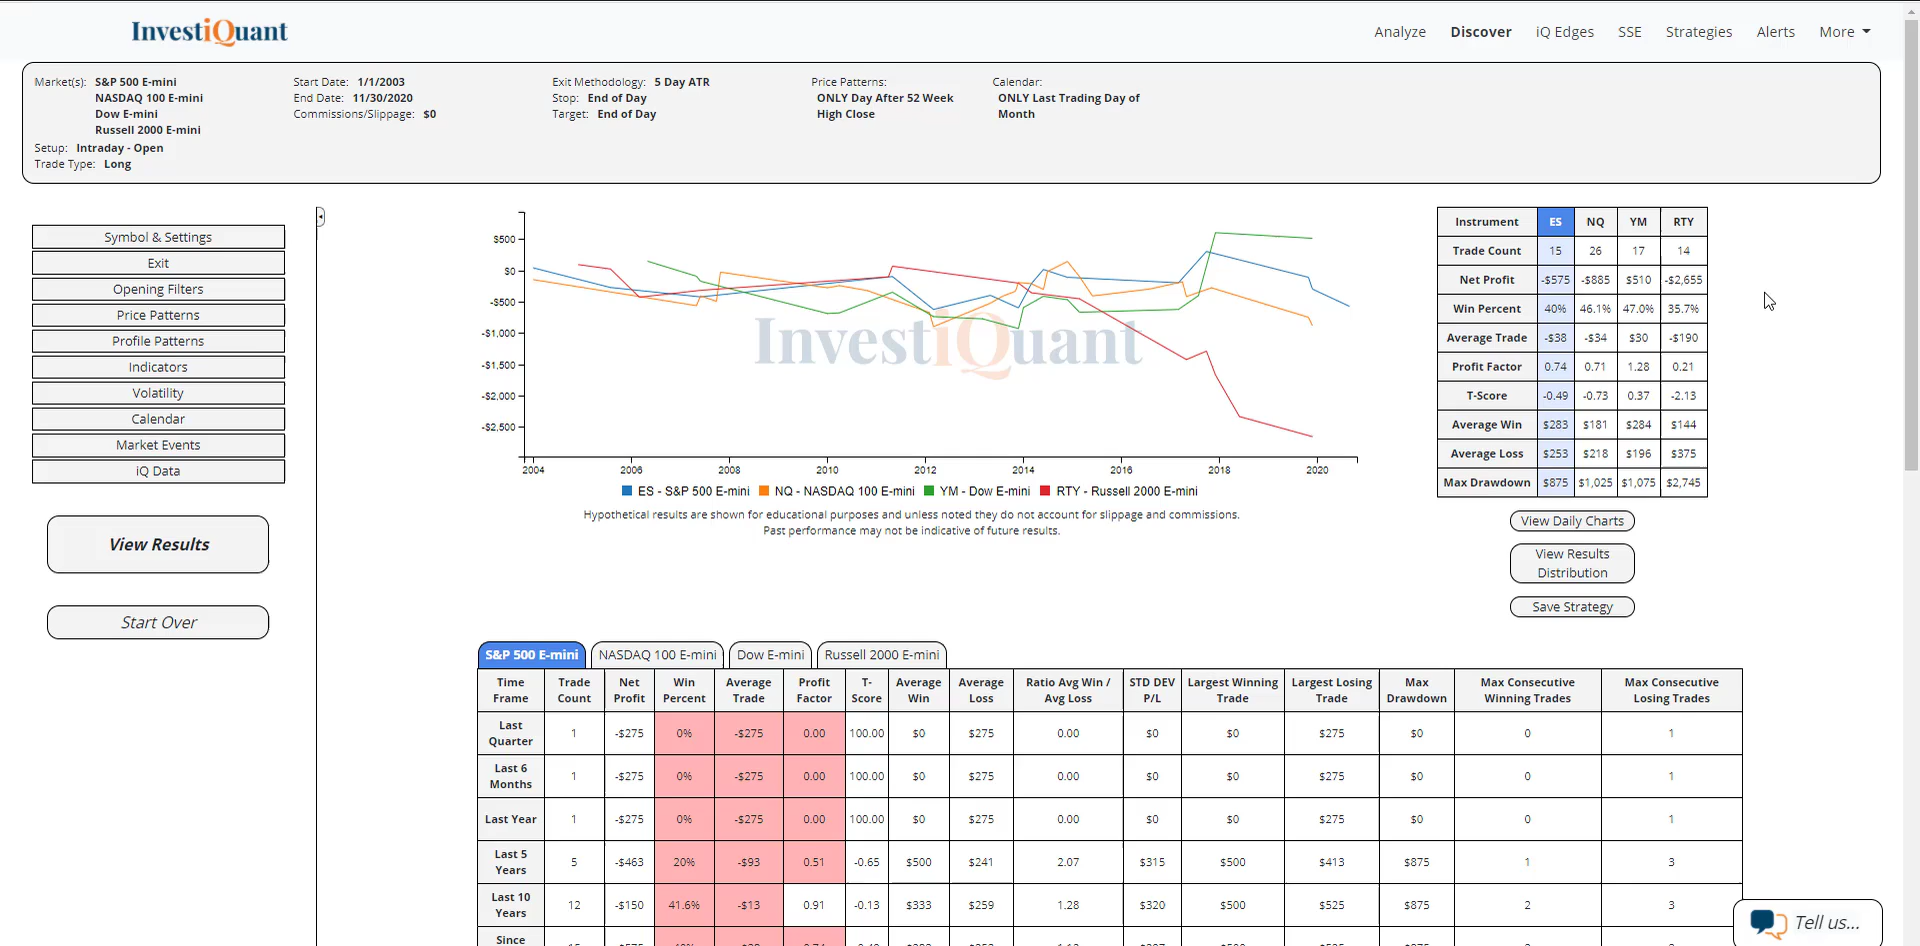 InvestiQuant
Analyze Discover iQ Edges SSE Strategies Alerts More
Market(s): S&P 500 E-mini
NASDAQ 100 E-mini
Dow E-mini
Russell 2000 E-mini
Setup: Intraday - Open
Trade Type: Long
Start Date: 1/1/2003
End Date: 11/30/2020
Commissions/Slippage: $0
Exit Methodology: 5 Day ATR
Stop: End of Day
Target: End of Day
Price Patterns:
ONLY Day After 52 Week
High Close
Calendar:
ONLY Last Trading Day of
Month
Symbol & Settings
Exit
Opening Filters
Price Patterns
Profile Patterns
Indicators
Volatility
Calendar
Market Events
iQ Data
View Results
Start Over
$500
$0
-$500
-$1,000
-$1,500
-$2,000
-$2,500
InvestiQuant
2004 2006 2008 2010 2012 2014 2016 2018 2020
ES - S&P 500 E-mini NQ - NASDAQ 100 E-mini YM - Dow E-mini RTY - Russell 2000 E-mini
Hypothetical results are shown for educational purposes and unless noted they do not account for slippage and commissions.
Past performance may not be indicative of future results.
Instrument ES NQ YM RTY
Trade Count 15 26 17 14
Net Profit -$575 -$885 $510 -$2,655
Win Percent 40% 46.1% 47.0% 35.7%
Average Trade -$38 -$34 $30 -$190
Profit Factor 0.74 0.71 1.28 0.21
T-Score -0.49 -0.73 0.37 -2.13
Average Win $283 $181 $284 $144
Average Loss $253 $218 $196 $375
Max Drawdown $875 $1,025 $1,075 $2,745
View Daily Charts
View Results
Distribution
Save Strategy
S&P 500 E-mini NASDAQ 100 E-mini Dow E-mini Russell 2000 E-mini
Time Trade Net Win Average Profit T- Average Average Ratio Avg Win / STD DEV Largest Winning Largest Losing Max Max Consecutive Max Consecutive
Frame Count Profit Percent Trade Factor Score Win Loss Avg Loss P/L Trade Trade Drawdown Winning Trades Losing Trades
Last
Quarter 1 -$275 0% -$275 0.00 100.00 $0 $275 0.00 $0 $0 $275 $0 0 1
Last 6
Months 1 -$275 0% -$275 0.00 100.00 $0 $275 0.00 $0 $0 $275 $0 0 1
Last Year 1 -$275 0% -$275 0.00 100.00 $0 $275 0.00 $0 $0 $275 $0 0 1
Last 5
Years 5 -$463 20% -$93 0.51 -0.65 $500 $241 2.07 $315 $500 $413 $875 1 3
Last 10
Years 12 -$150 41.6% -$13 0.91 -0.13 $333 $259 1.28 $320 $500 $525 $875 2 3
Since
Tell us...